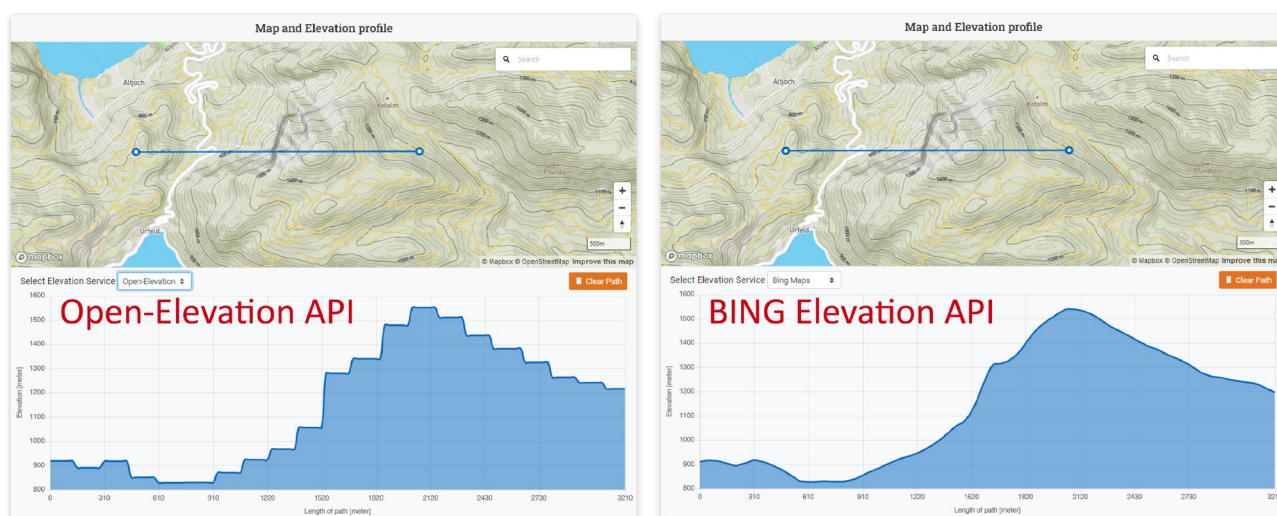 Map and Elevation profile
Altjoch
Search
Kotalm
Pfundalm
Urfeld
500m
mapbox
© Mapbox © OpenStreetMap Improve this map
Select Elevation Service Open-Elevation
Clear Path
Open-Elevation API
Elevation [meter]
1600
1500
1400
1300
1200
1100
1000
900
800
0 310 610 910 1220 1520 1820 2120 2430 2730 3210
Length of path [meter]
Map and Elevation profile
Altjoch
Search
Kotalm
Pfundalm
Urfeld
500m
mapbox
© Mapbox © OpenStreetMap Improve this ma
Select Elevation Service Bing Maps
Clear Path
BING Elevation API
Elevation [meter]
1600
1500
1400
1300
1200
1100
1000
900
800
0 310 610 910 1220 1620 1820 2120 2430 2730 321
Length of path [meter]